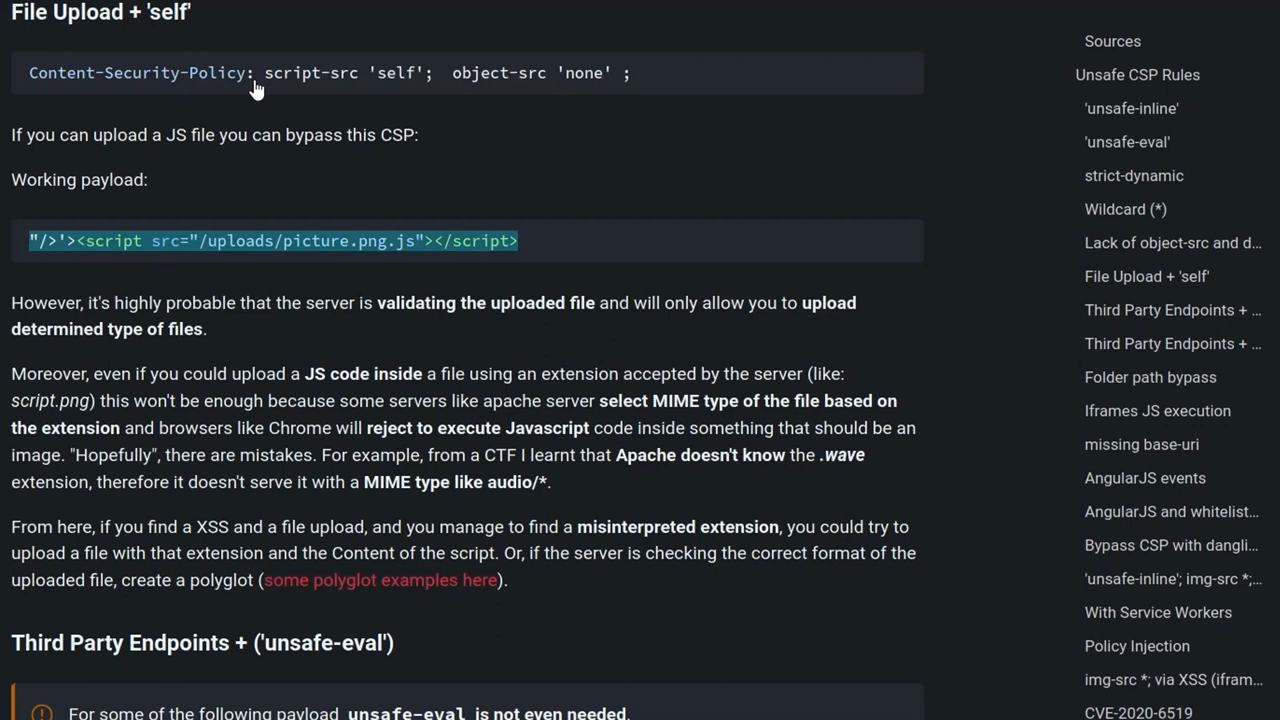 File Upload + 'self'
Content-Security-Policy: script-src 'self';  object-src 'none' ;
If you can upload a JS file you can bypass this CSP:
Working payload:
"/>'><script src="/uploads/picture.png.js"></script>
However, it's highly probable that the server is validating the uploaded file and will only allow you to upload
determined type of files.
Moreover, even if you could upload a JS code inside a file using an extension accepted by the server (like:
script.png) this won't be enough because some servers like apache server select MIME type of the file based on
the extension and browsers like Chrome will reject to execute Javascript code inside something that should be an
image. "Hopefully", there are mistakes. For example, from a CTF I learnt that Apache doesn't know the .wave
extension, therefore it doesn't serve it with a MIME type like audio/*.
From here, if you find a XSS and a file upload, and you manage to find a misinterpreted extension, you could try to
upload a file with that extension and the Content of the script. Or, if the server is checking the correct format of the
uploaded file, create a polyglot (some polyglot examples here).
Third Party Endpoints + ('unsafe-eval')
For some of the following payload unsafe-eval is not even needed.
Sources
Unsafe CSP Rules
'unsafe-inline'
'unsafe-eval'
strict-dynamic
Wildcard (*)
Lack of object-src and d...
File Upload + 'self'
Third Party Endpoints + ...
Third Party Endpoints + ...
Folder path bypass
Iframes JS execution
missing base-uri
AngularJS events
AngularJS and whitelist...
Bypass CSP with dangli...
'unsafe-inline'; img-src *;...
With Service Workers
Policy Injection
img-src *; via XSS (ifram...
CVE-2020-6519